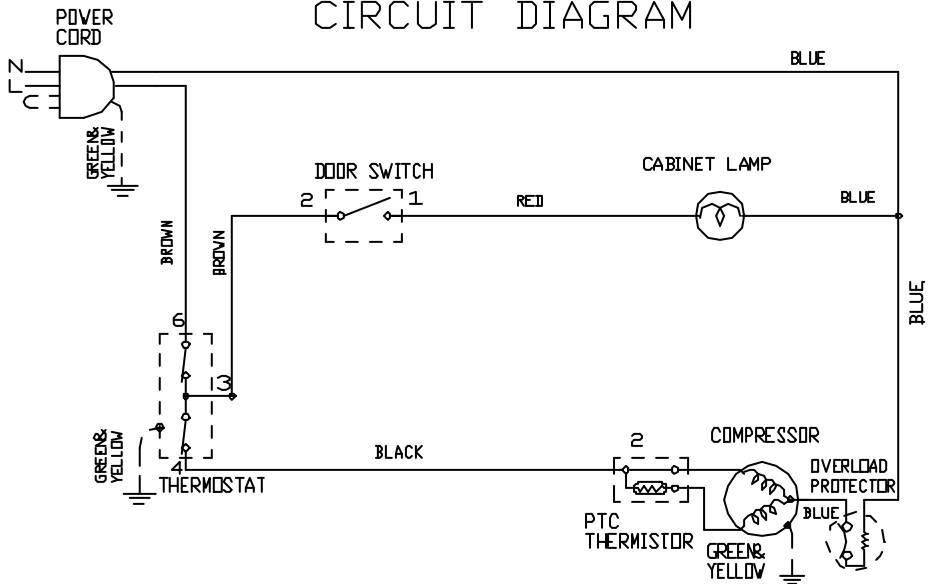 CIRCUIT DIAGRAM
POWER
CORD
N
L
BLUE
GREEN&
YELLOW
DOOR SWITCH
CABINET LAMP
2
1
RED
BLUE
BROWN
BROWN
BLUE
6
3
GREEN&
YELLOW
4
THERMOSTAT
BLACK
2
COMPRESSOR
OVERLOAD
PROTECTOR
BLUE
PTC
THERMISTOR
GREEN&
YELLOW